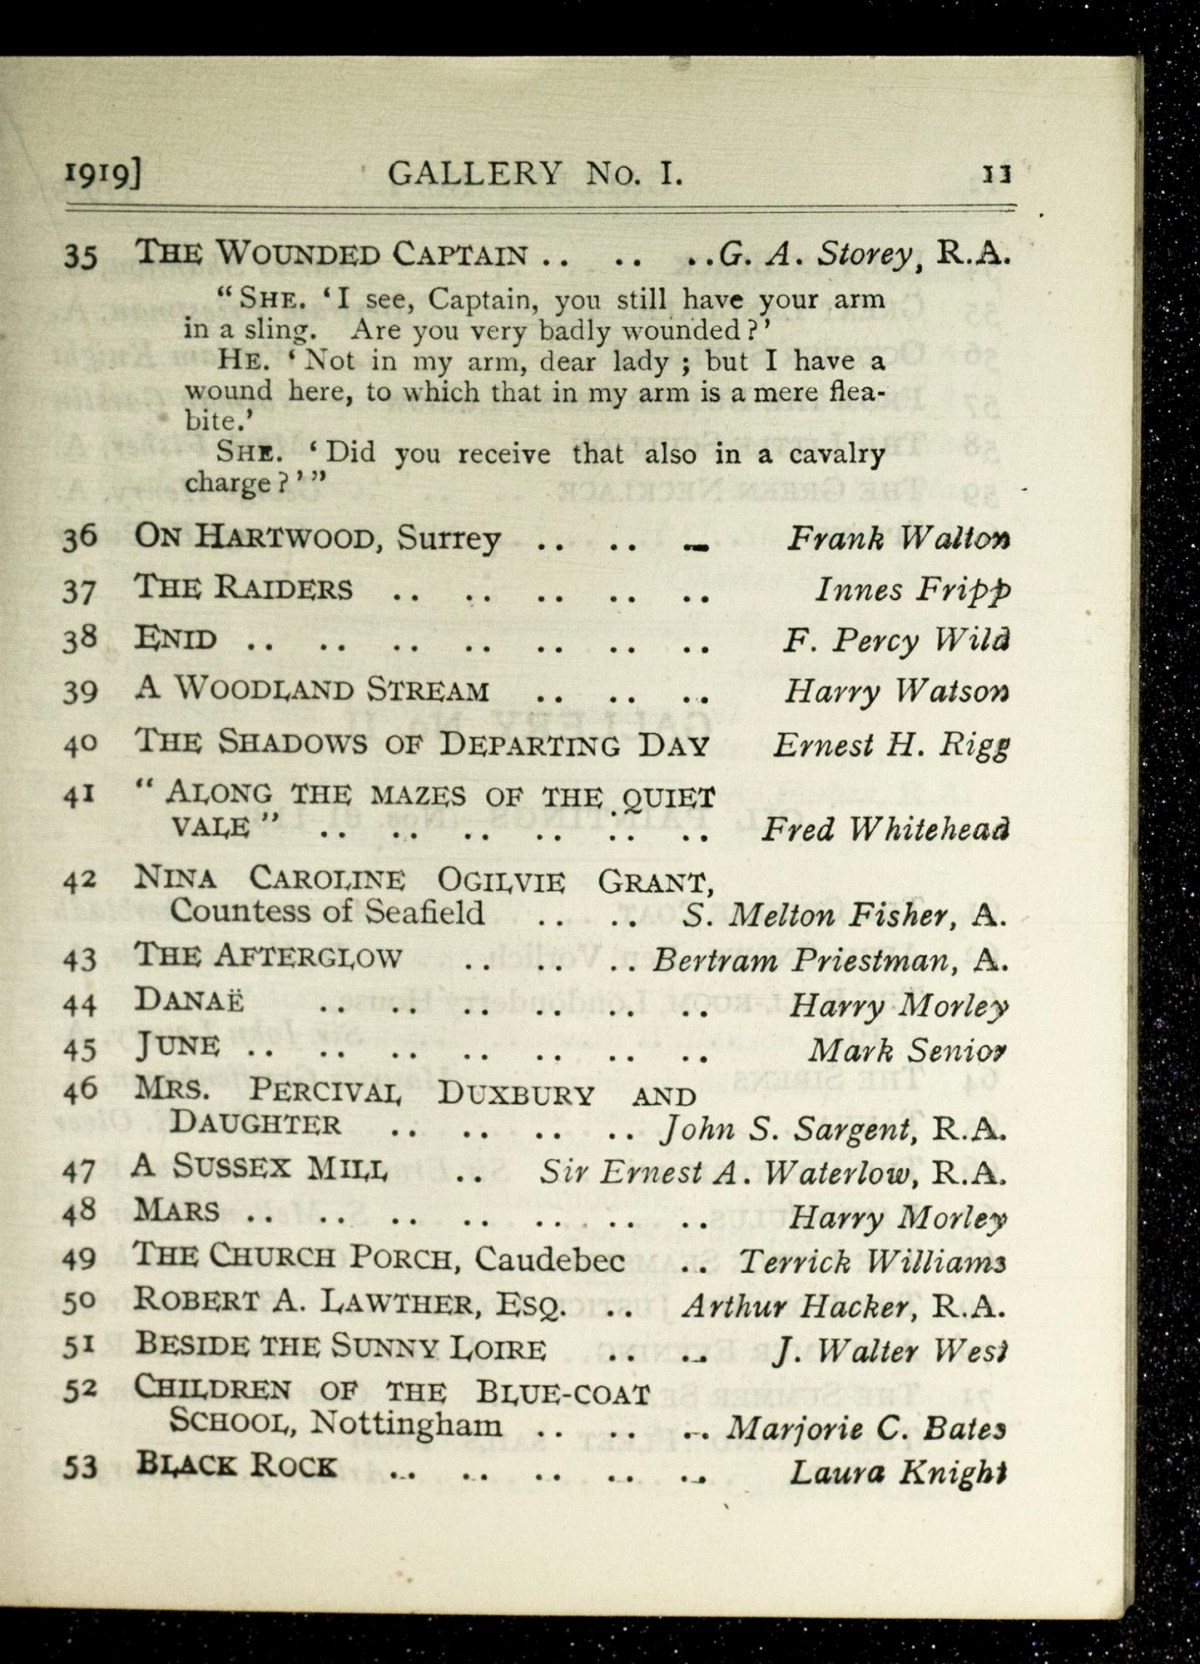 1919] GALLERY No. I. 11
35 THE WOUNDED CAPTAIN .. .. ..G. A. Storey, R.A.
"SHE. 'I see, Captain, you still have your arm
in a sling. Are you very badly wounded?'
HE. 'Not in my arm, dear lady; but I have a
wound here, to which that in my arm is a mere flea-
bite.'
SHE. 'Did you receive that also in a cavalry
charge?'"
36 ON HARTWOOD, Surrey .. .. .. Frank Walton
37 THE RAIDERS .. .. .. .. .. Innes Fripp
38 ENID .. .. .. .. .. .. .. F. Percy Wild
39 A WOODLAND STREAM .. .. .. Harry Watson
40 THE SHADOWS OF DEPARTING DAY Ernest H. Rigg
41 "ALONG THE MAZES OF THE QUIET
VALE" .. .. .. .. .. .. Fred Whitehead
42 NINA CAROLINE OGILVIE GRANT,
Countess of Seafield .. .. S. Melton Fisher, A.
43 THE AFTERGLOW .. .. .. Bertram Priestman, A.
44 DANAË .. .. .. .. .. .. Harry Morley
45 JUNE .. .. .. .. .. .. .. Mark Senior
46 MRS. PERCIVAL DUXBURY AND
DAUGHTER .. .. .. .. John S. Sargent, R.A.
47 A SUSSEX MILL .. Sir Ernest A. Waterlow, R.A.
48 MARS .. .. .. .. .. .. .. Harry Morley
49 THE CHURCH PORCH, Caudebec .. Terrick Williams
50 ROBERT A. LAWTHER, ESQ. .. Arthur Hacker, R.A.
51 BESIDE THE SUNNY LOIRE .. .. J. Walter West
52 CHILDREN OF THE BLUE-COAT
SCHOOL, Nottingham .. .. .. Marjorie C. Bates
53 BLACK ROCK .. .. .. .. .. Laura Knight